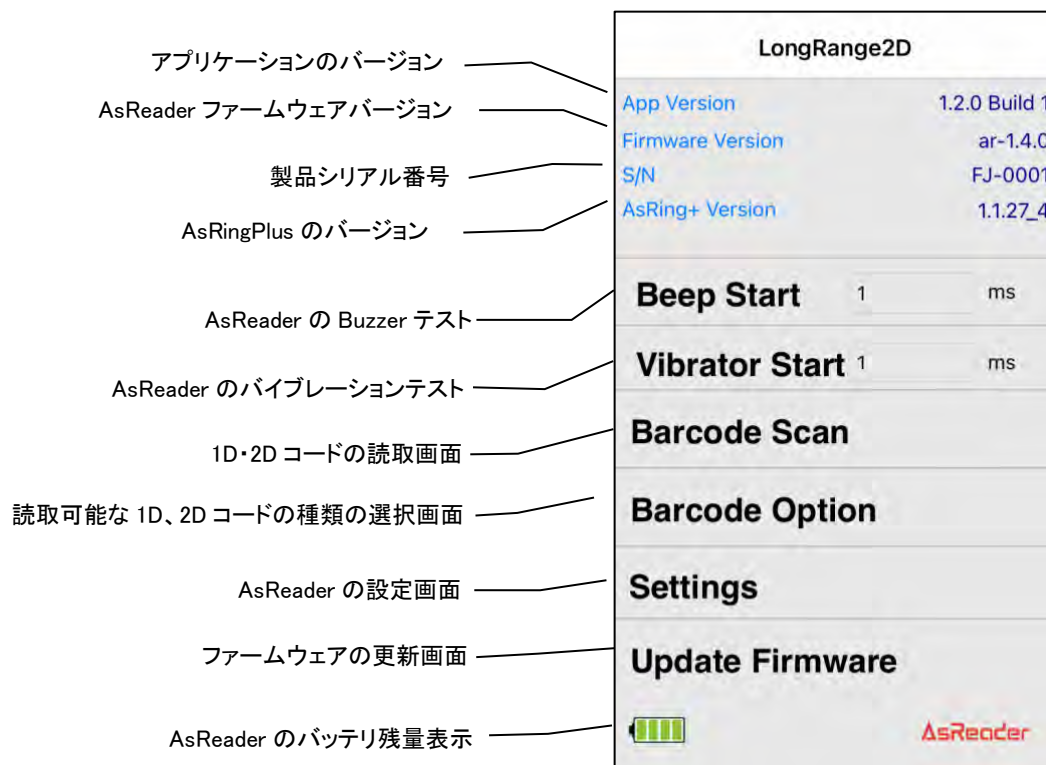 LongRange2D
アプリケーションのバージョン
App Version 1.2.0 Build 1
AsReader ファームウェアバージョン
Firmware Version ar-1.4.0
製品シリアル番号
S/N FJ-0001
AsRingPlus のバージョン
AsRing+ Version 1.1.27_4
AsReader の Buzzer テスト
Beep Start 1 ms
AsReader のバイブレーションテスト
Vibrator Start 1 ms
1D・2D コードの読取画面
Barcode Scan
読取可能な 1D、2D コードの種類の選択画面
Barcode Option
AsReader の設定画面
Settings
ファームウェアの更新画面
Update Firmware
AsReader のバッテリ残量表示
AsReader